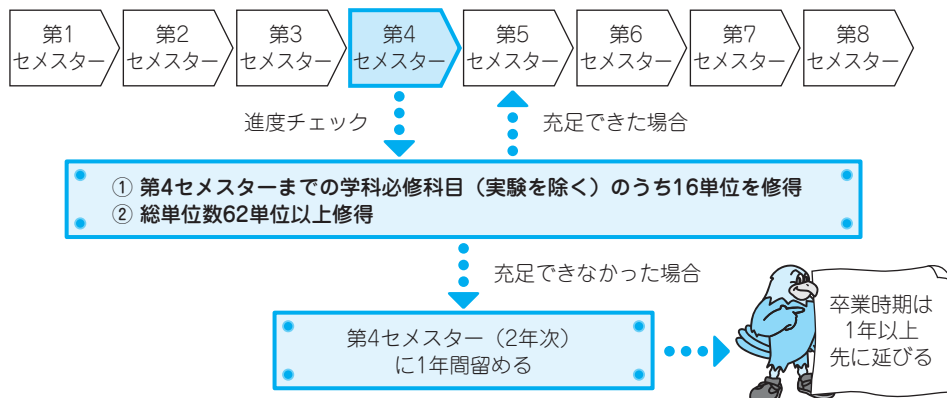 第1
セメスター
第2
セメスター
第3
セメスター
第4
セメスター
第5
セメスター
第6
セメスター
第7
セメスター
第8
セメスター
進度チェック
充足できた場合
① 第4セメスターまでの学科必修科目（実験を除く）のうち16単位を修得
② 総単位数62単位以上修得
充足できなかった場合
第4セメスター（2年次）
に1年間留める
卒業時期は
1年以上
先に延びる